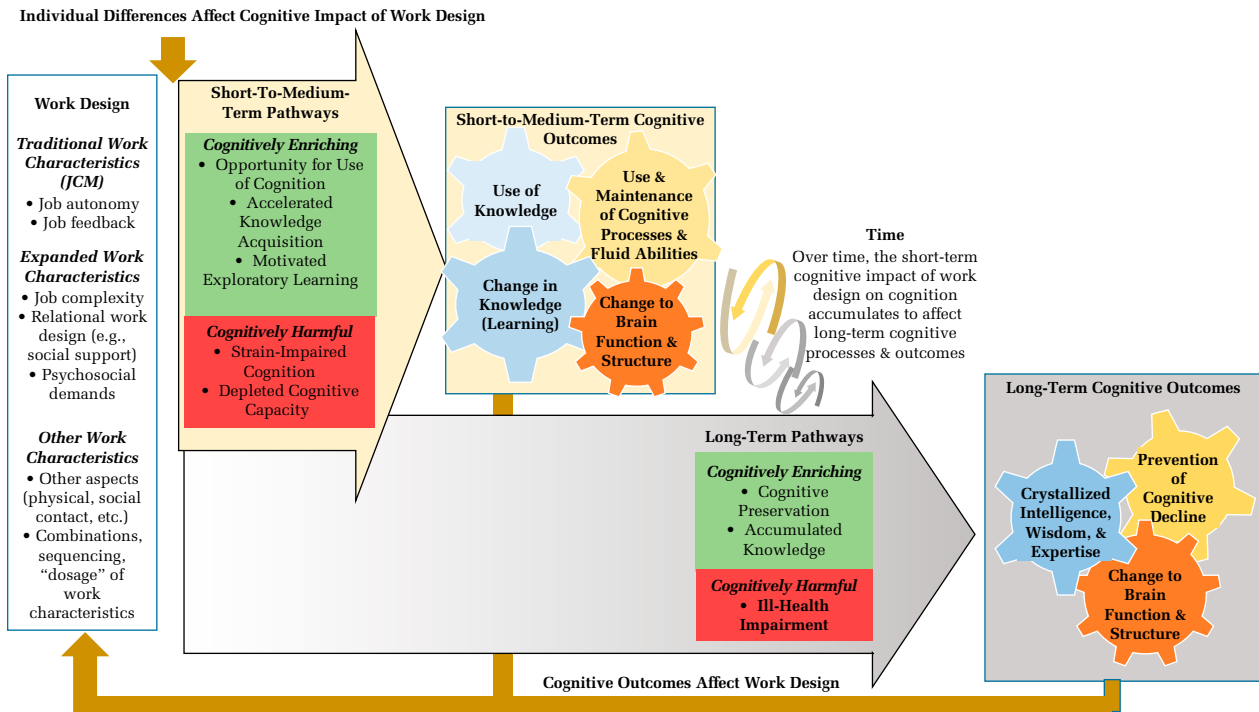 Individual Differences Affect Cognitive Impact of Work Design
Work Design
Traditional Work
Characteristics
(JCM)
• Job autonomy
• Job feedback
Expanded Work
Characteristics
• Job complexity
• Relational work
design (e.g.,
social support)
• Psychosocial
demands
Other Work
Characteristics
• Other aspects
(physical, social
contact, etc.)
• Combinations,
sequencing,
“dosage” of
work
characteristics
Short-To-Medium-
Term Pathways
Cognitively Enriching
• Opportunity for Use
of Cognition
• Accelerated
Knowledge
Acquisition
• Motivated
Exploratory Learning
Cognitively Harmful
• Strain-Impaired
Cognition
• Depleted Cognitive
Capacity
Short-to-Medium-Term Cognitive
Outcomes
Use of
Knowledge
Use &
Maintenance
of Cognitive
Processes &
Fluid Abilities
Change in
Knowledge
(Learning)
Change to
Brain
Function &
Structure
Time
Over time, the short-term
cognitive impact of work
design on cognition
accumulates to affect
long-term cognitive
processes & outcomes
Long-Term Pathways
Cognitively Enriching
• Cognitive
Preservation
• Accumulated
Knowledge
Cognitively Harmful
• Ill-Health
Impairment
Long-Term Cognitive Outcomes
Prevention
of
Cognitive
Decline
Crystallized
Intelligence,
Wisdom, &
Expertise
Change to
Brain
Function &
Structure
Cognitive Outcomes Affect Work Design